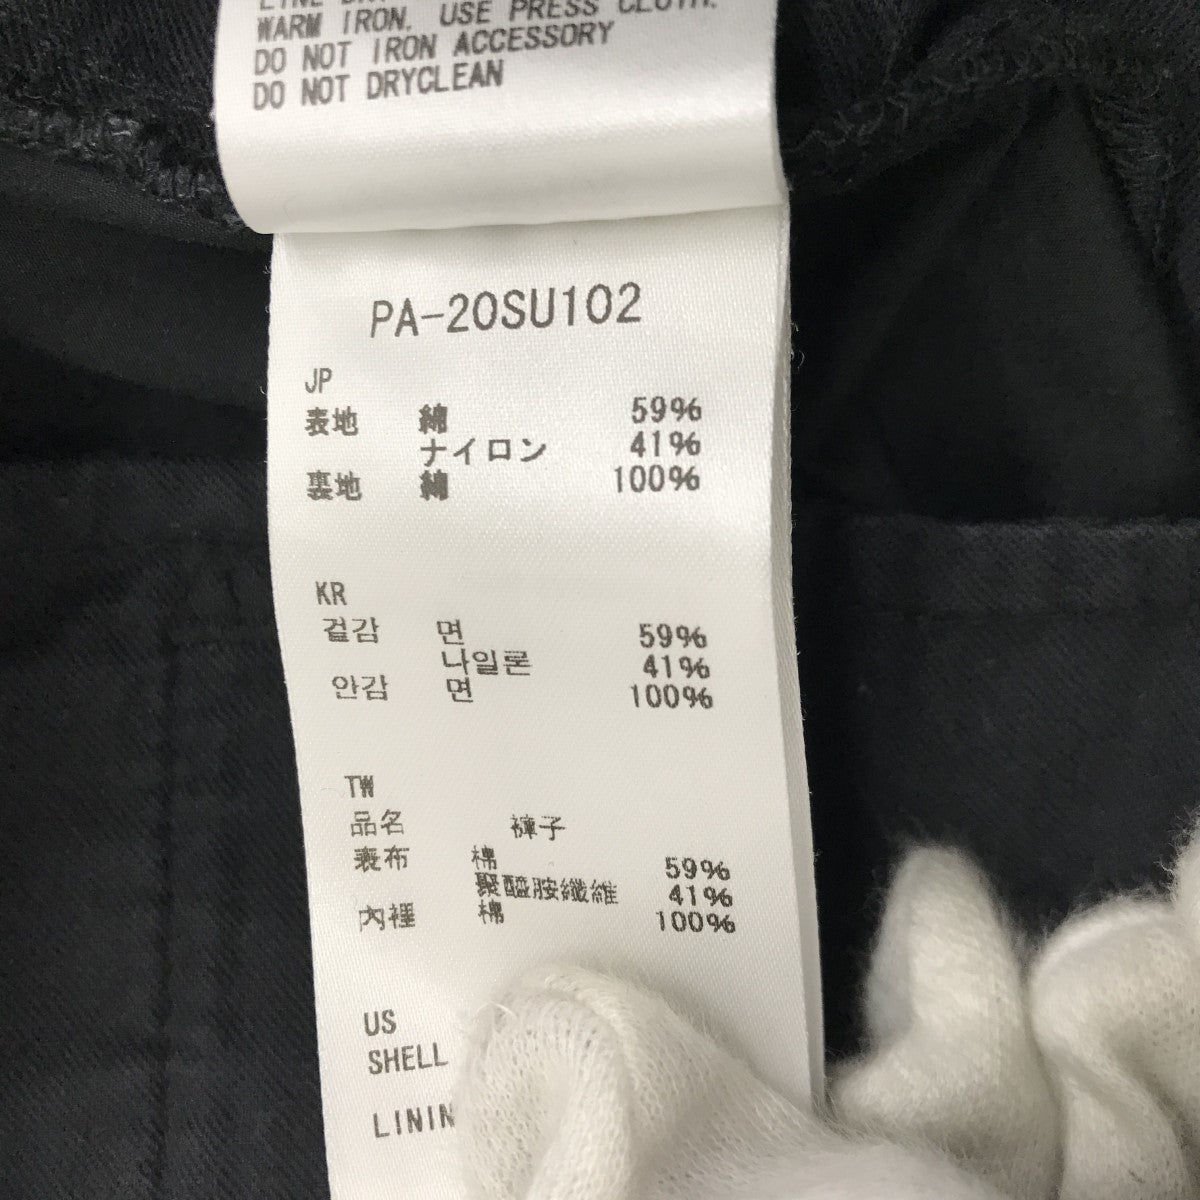 WARM IRON. USE PRESS CLOTH.
DO NOT IRON ACCESSORY
DO NOT DRYCLEAN
PA-20SU102
JP
表地 綿 59%
ナイロン 41%
裏地 綿 100%
KR
겉감 면 59%
나일론 41%
안감 면 100%
TW
品名 褲子
表布 棉 59%
聚醯胺纖維 41%
內裡 棉 100%
US
SHELL